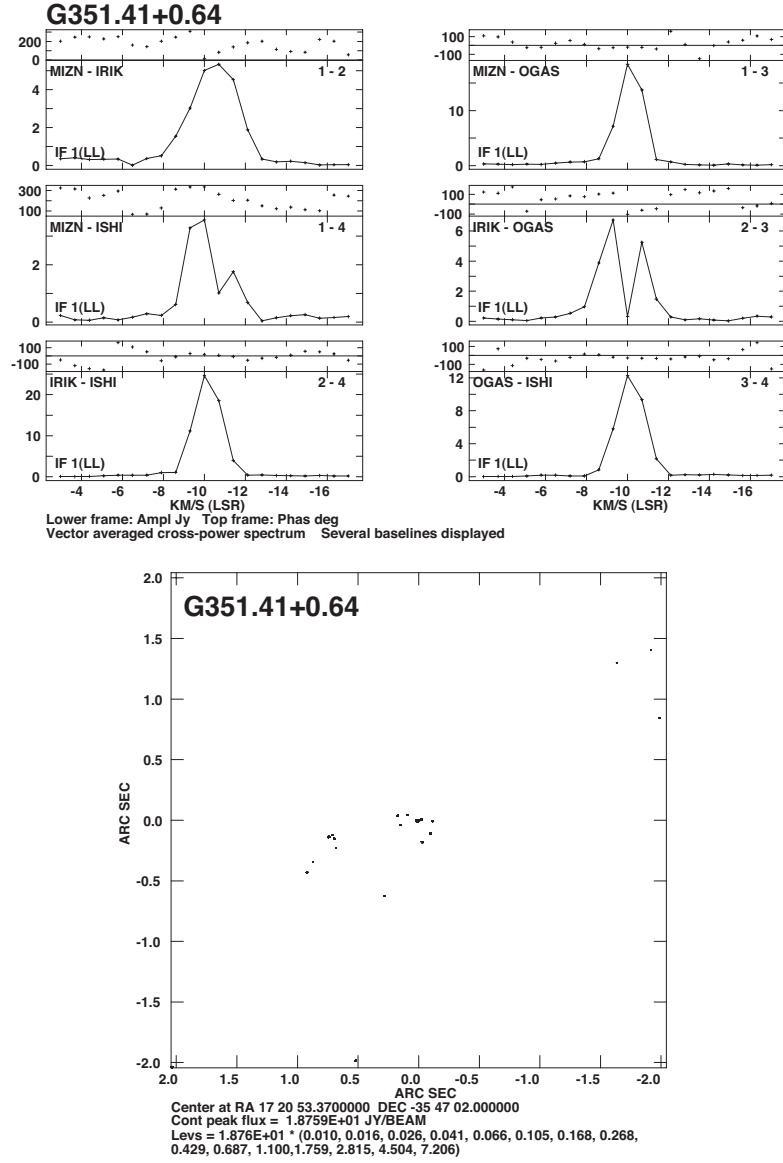 G351.41+0.64
200
0
MIZN - IRIK 1 - 2
4
2
0
IF 1(LL)
100
-100
MIZN - OGAS 1 - 3
10
0
IF 1(LL)
300
100
MIZN - ISHI 1 - 4
2
0
IF 1(LL)
100
-100
IRIK - OGAS 2 - 3
6
4
2
0
IF 1(LL)
100
-100
IRIK - ISHI 2 - 4
20
10
0
IF 1(LL)
-4 -6 -8 -10 -12 -14 -16
KM/S (LSR)
100
-100
OGAS - ISHI 3 - 4
12
8
4
0
IF 1(LL)
-4 -6 -8 -10 -12 -14 -16
KM/S (LSR)
Lower frame: Ampl Jy Top frame: Phas deg
Vector averaged cross-power spectrum Several baselines displayed
G351.41+0.64
ARC SEC
2.0
1.5
1.0
0.5
0.0
-0.5
-1.0
-1.5
-2.0
2.0 1.5 1.0 0.5 0.0 -0.5 -1.0 -1.5 -2.0
ARC SEC
Center at RA 17 20 53.3700000 DEC -35 47 02.000000
Cont peak flux = 1.8759E+01 JY/BEAM
Levs = 1.876E+01 * (0.010, 0.016, 0.026, 0.041, 0.066, 0.105, 0.168, 0.268,
0.429, 0.687, 1.100,1.759, 2.815, 4.504, 7.206)